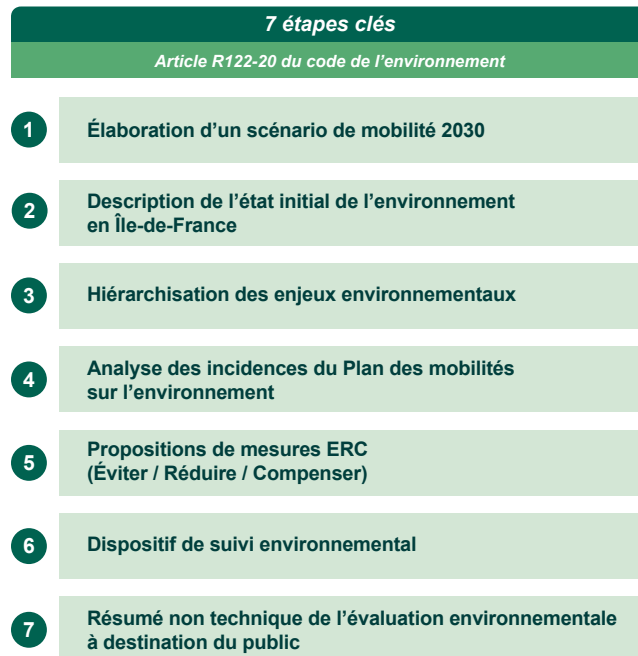 7 étapes clés
Article R122-20 du code de l’environnement
1
Élaboration d’un scénario de mobilité 2030
2
Description de l’état initial de l’environnement
en Île-de-France
3
Hiérarchisation des enjeux environnementaux
4
Analyse des incidences du Plan des mobilités
sur l’environnement
5
Propositions de mesures ERC
(Éviter / Réduire / Compenser)
6
Dispositif de suivi environnemental
7
Résumé non technique de l’évaluation environnementale
à destination du public